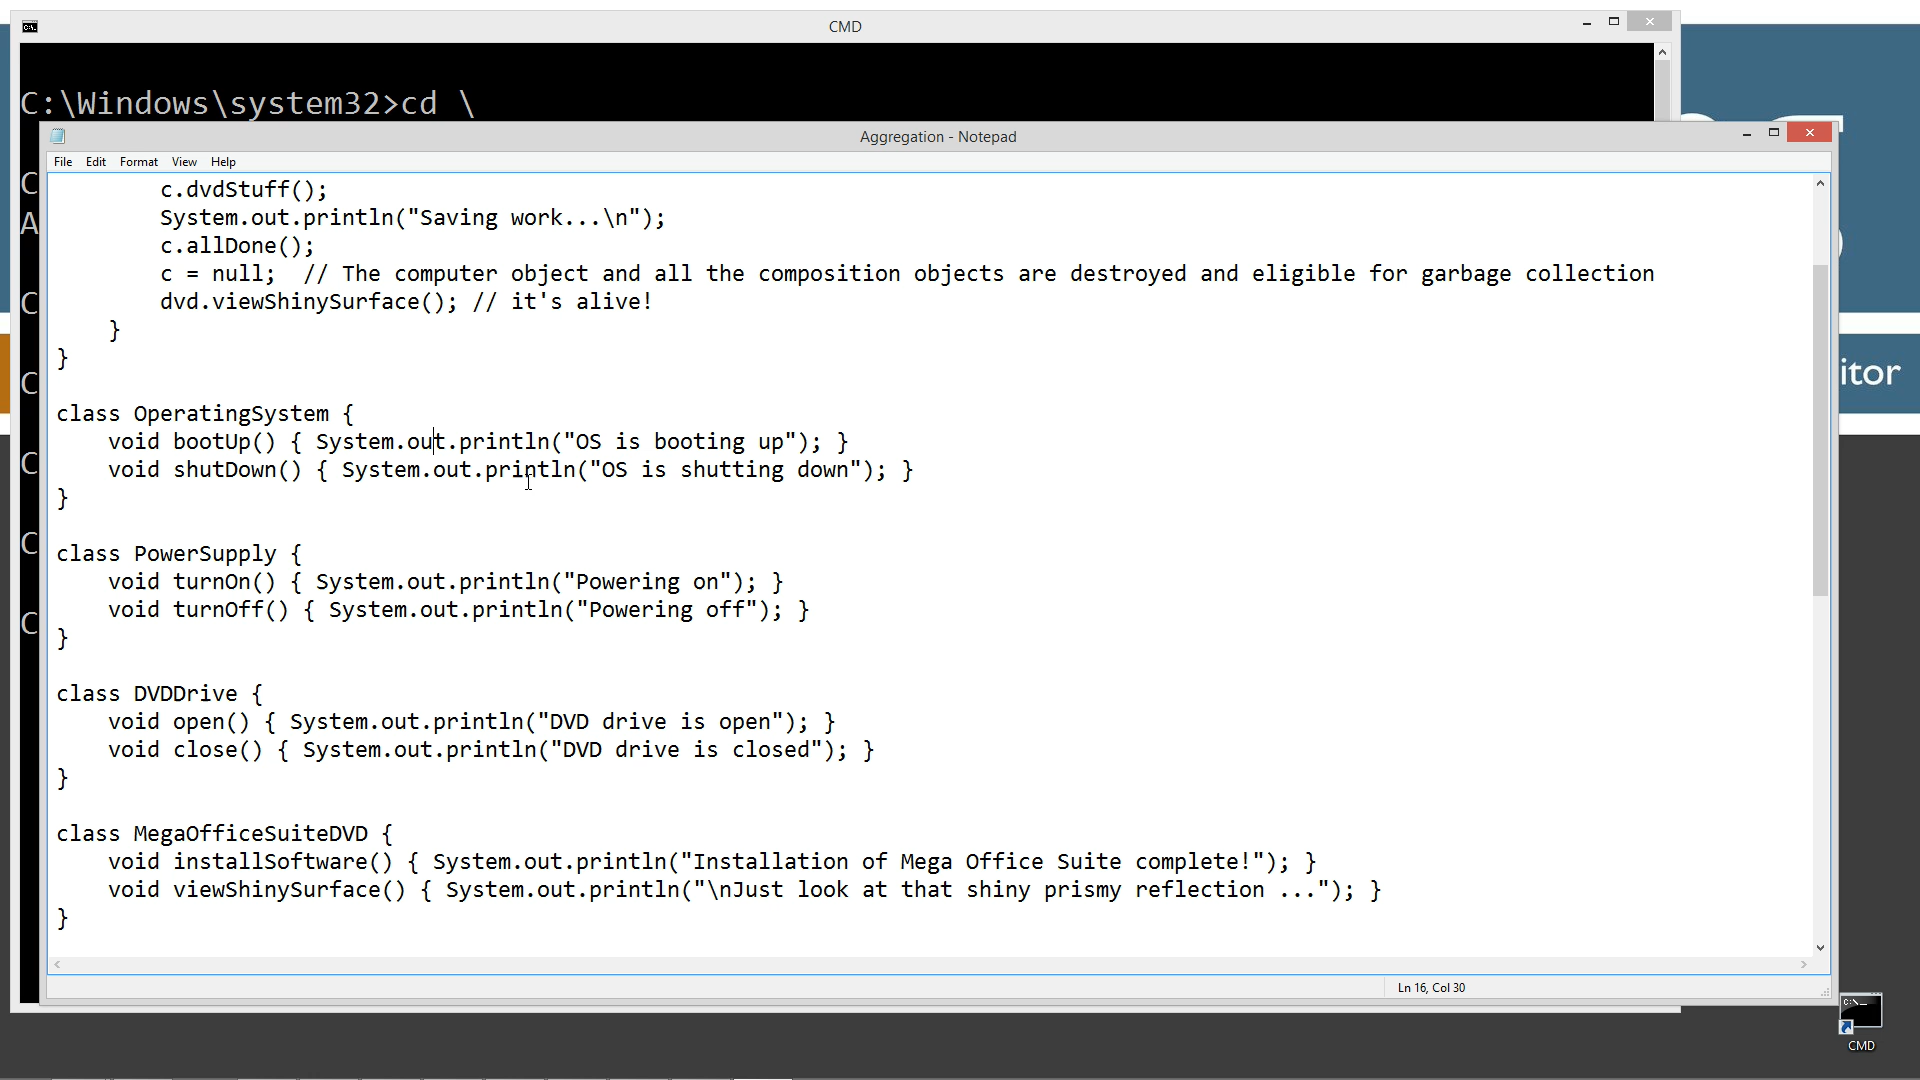 CMD
C:\Windows\system32>cd \
Aggregation - Notepad
File Edit Format View Help
c.dvdStuff();
System.out.println("Saving work...\n");
c.allDone();
c = null;  // The computer object and all the composition objects are destroyed and eligible for garbage collection
dvd.viewShinySurface(); // it's alive!
}
}
class OperatingSystem {
void bootUp() { System.out.println("OS is booting up"); }
void shutDown() { System.out.println("OS is shutting down"); }
}
class PowerSupply {
void turnOn() { System.out.println("Powering on"); }
void turnOff() { System.out.println("Powering off"); }
}
class DVDDrive {
void open() { System.out.println("DVD drive is open"); }
void close() { System.out.println("DVD drive is closed"); }
}
class MegaOfficeSuiteDVD {
void installSoftware() { System.out.println("Installation of Mega Office Suite complete!"); }
void viewShinySurface() { System.out.println("\nJust look at that shiny prismy reflection ..."); }
}
Ln 16, Col 30
C
A
C
C
C
C
C
itor
CMD